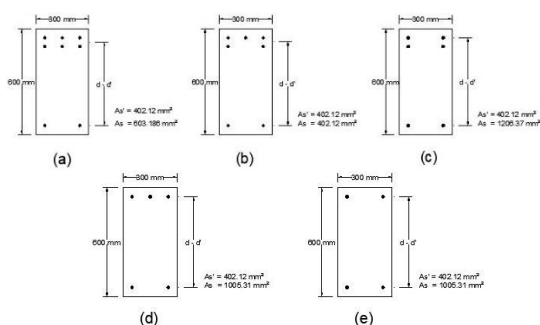 300 mm
600 mm
d - d'
As' = 402.12 mm²
As = 603.186 mm²
(a)
300 mm
600 mm
d - d'
As' = 402.12 mm²
As = 402.12 mm²
(b)
300 mm
600 mm
d - d'
As' = 402.12 mm²
As = 1206.37 mm²
(c)
300 mm
600 mm
d - d'
As' = 402.12 mm²
As = 1005.31 mm²
(d)
300 mm
600 mm
d - d'
As' = 402.12 mm²
As = 1005.31 mm²
(e)